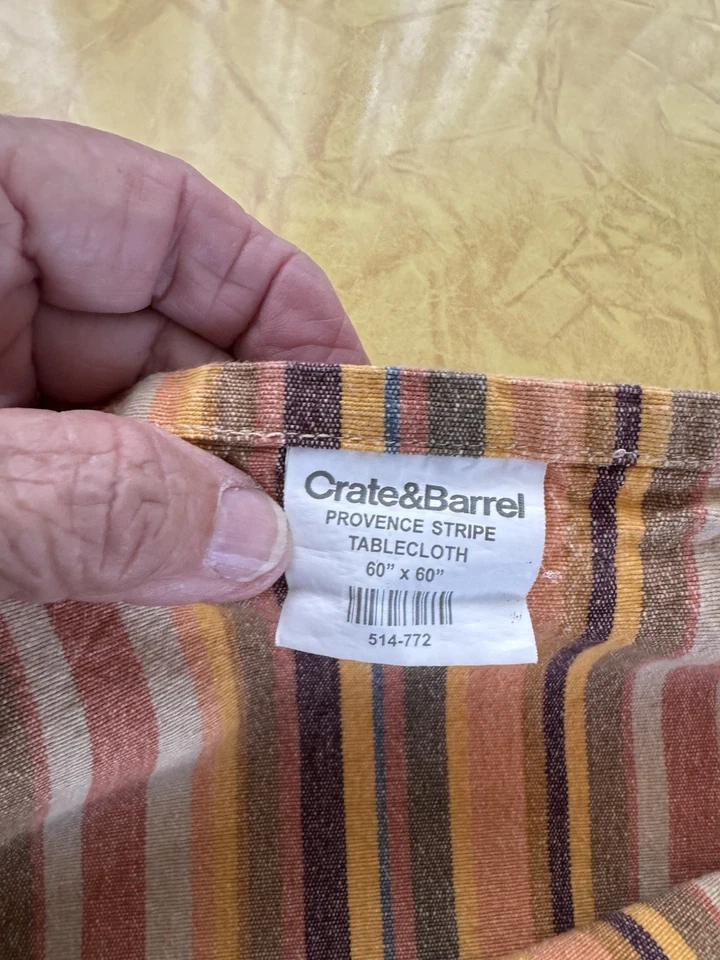 Crate&Barrel
PROVENCE STRIPE
TABLECLOTH
60" x 60"
514-772